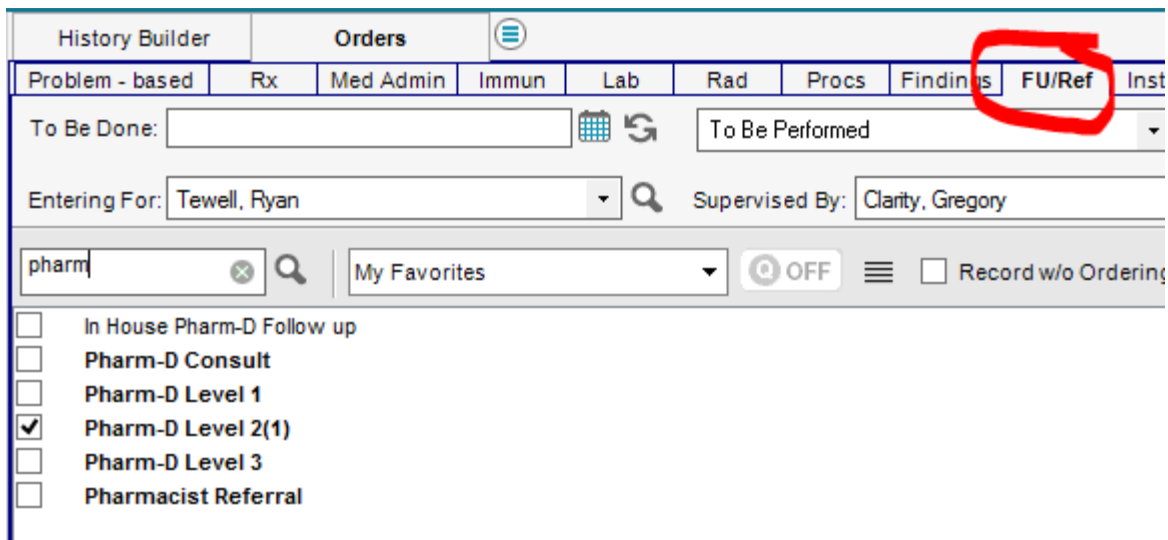 History Builder Orders
Problem - based Rx Med Admin Immun Lab Rad Procs Findings FU/Ref Inst
To Be Done: To Be Performed
Entering For: Tewell, Ryan Supervised By: Clarity, Gregory
pharm My Favorites Q OFF Record w/o Ordering
In House Pharm-D Follow up
Pharm-D Consult
Pharm-D Level 1
Pharm-D Level 2(1)
Pharm-D Level 3
Pharmacist Referral